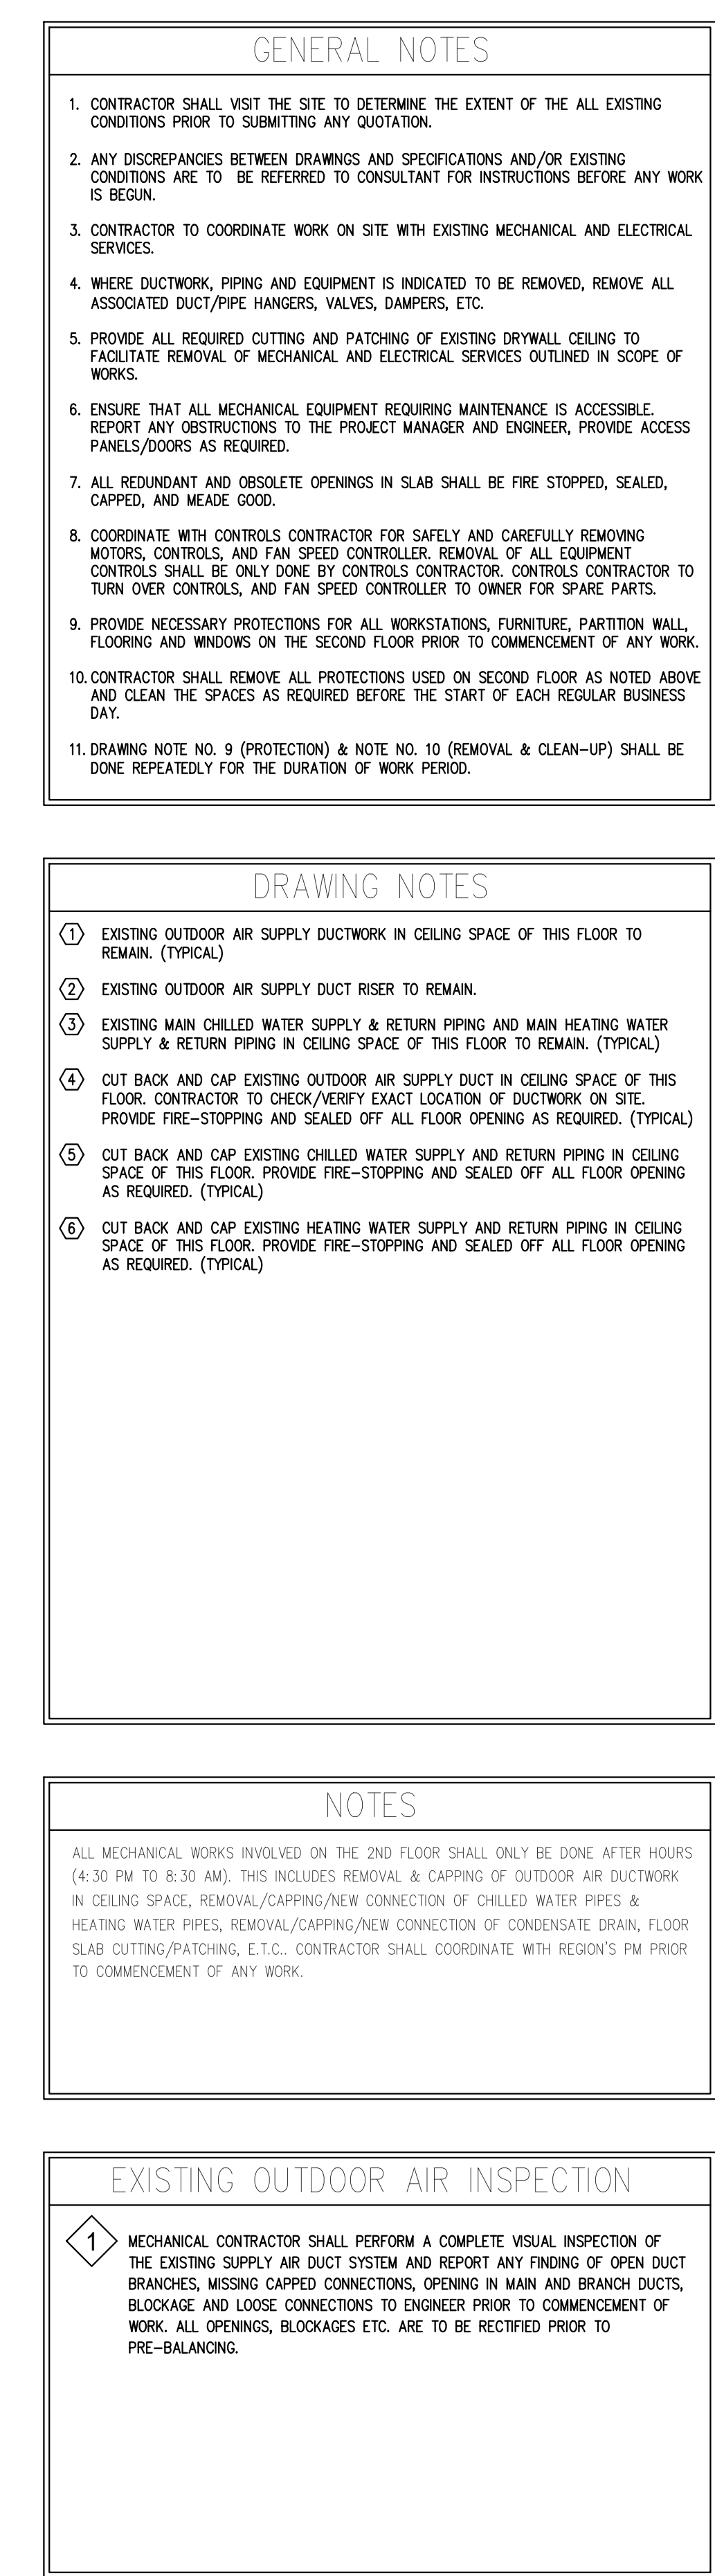 GENERAL NOTES
1. CONTRACTOR SHALL VISIT THE SITE TO DETERMINE THE EXTENT OF THE ALL EXISTING
CONDITIONS PRIOR TO SUBMITTING ANY QUOTATION.
2. ANY DISCREPANCIES BETWEEN DRAWINGS AND SPECIFICATIONS AND/OR EXISTING
CONDITIONS ARE TO BE REFERRED TO CONSULTANT FOR INSTRUCTIONS BEFORE ANY WORK
IS BEGUN.
3. CONTRACTOR TO COORDINATE WORK ON SITE WITH EXISTING MECHANICAL AND ELECTRICAL
SERVICES.
4. WHERE DUCTWORK, PIPING AND EQUIPMENT IS INDICATED TO BE REMOVED, REMOVE ALL
ASSOCIATED DUCT/PIPE HANGERS, VALVES, DAMPERS, ETC.
5. PROVIDE ALL REQUIRED CUTTING AND PATCHING OF EXISTING DRYWALL CEILING TO
FACILITATE REMOVAL OF MECHANICAL AND ELECTRICAL SERVICES OUTLINED IN SCOPE OF
WORKS.
6. ENSURE THAT ALL MECHANICAL EQUIPMENT REQUIRING MAINTENANCE IS ACCESSIBLE.
REPORT ANY OBSTRUCTIONS TO THE PROJECT MANAGER AND ENGINEER, PROVIDE ACCESS
PANELS/DOORS AS REQUIRED.
7. ALL REDUNDANT AND OBSOLETE OPENINGS IN SLAB SHALL BE FIRE STOPPED, SEALED,
CAPPED, AND MEADE GOOD.
8. COORDINATE WITH CONTROLS CONTRACTOR FOR SAFELY AND CAREFULLY REMOVING
MOTORS, CONTROLS, AND FAN SPEED CONTROLLER. REMOVAL OF ALL EQUIPMENT
CONTROLS SHALL BE ONLY DONE BY CONTROLS CONTRACTOR. CONTROLS CONTRACTOR TO
TURN OVER CONTROLS, AND FAN SPEED CONTROLLER TO OWNER FOR SPARE PARTS.
9. PROVIDE NECESSARY PROTECTIONS FOR ALL WORKSTATIONS, FURNITURE, PARTITION WALL,
FLOORING AND WINDOWS ON THE SECOND FLOOR PRIOR TO COMMENCEMENT OF ANY WORK.
10. CONTRACTOR SHALL REMOVE ALL PROTECTIONS USED ON SECOND FLOOR AS NOTED ABOVE
AND CLEAN THE SPACES AS REQUIRED BEFORE THE START OF EACH REGULAR BUSINESS
DAY.
11. DRAWING NOTE NO. 9 (PROTECTION) & NOTE NO. 10 (REMOVAL & CLEAN-UP) SHALL BE
DONE REPEATEDLY FOR THE DURATION OF WORK PERIOD.
DRAWING NOTES
1 EXISTING OUTDOOR AIR SUPPLY DUCTWORK IN CEILING SPACE OF THIS FLOOR TO
REMAIN. (TYPICAL)
2 EXISTING OUTDOOR AIR SUPPLY DUCT RISER TO REMAIN.
3 EXISTING MAIN CHILLED WATER SUPPLY & RETURN PIPING AND MAIN HEATING WATER
SUPPLY & RETURN PIPING IN CEILING SPACE OF THIS FLOOR TO REMAIN. (TYPICAL)
4 CUT BACK AND CAP EXISTING OUTDOOR AIR SUPPLY DUCT IN CEILING SPACE OF THIS
FLOOR. CONTRACTOR TO CHECK/VERIFY EXACT LOCATION OF DUCTWORK ON SITE.
PROVIDE FIRE-STOPPING AND SEALED OFF ALL FLOOR OPENING AS REQUIRED. (TYPICAL)
5 CUT BACK AND CAP EXISTING CHILLED WATER SUPPLY AND RETURN PIPING IN CEILING
SPACE OF THIS FLOOR. PROVIDE FIRE-STOPPING AND SEALED OFF ALL FLOOR OPENING
AS REQUIRED. (TYPICAL)
6 CUT BACK AND CAP EXISTING HEATING WATER SUPPLY AND RETURN PIPING IN CEILING
SPACE OF THIS FLOOR. PROVIDE FIRE-STOPPING AND SEALED OFF ALL FLOOR OPENING
AS REQUIRED. (TYPICAL)
NOTES
ALL MECHANICAL WORKS INVOLVED ON THE 2ND FLOOR SHALL ONLY BE DONE AFTER HOURS
(4:30 PM TO 8:30 AM). THIS INCLUDES REMOVAL & CAPPING OF OUTDOOR AIR DUCTWORK
IN CEILING SPACE, REMOVAL/CAPPING/NEW CONNECTION OF CHILLED WATER PIPES &
HEATING WATER PIPES, REMOVAL/CAPPING/NEW CONNECTION OF CONDENSATE DRAIN, FLOOR
SLAB CUTTING/PATCHING, E.T.C.. CONTRACTOR SHALL COORDINATE WITH REGION'S PM PRIOR
TO COMMENCEMENT OF ANY WORK.
EXISTING OUTDOOR AIR INSPECTION
1 MECHANICAL CONTRACTOR SHALL PERFORM A COMPLETE VISUAL INSPECTION OF
THE EXISTING SUPPLY AIR DUCT SYSTEM AND REPORT ANY FINDING OF OPEN DUCT
BRANCHES, MISSING CAPPED CONNECTIONS, OPENING IN MAIN AND BRANCH DUCTS,
BLOCKAGE AND LOOSE CONNECTIONS TO ENGINEER PRIOR TO COMMENCEMENT OF
WORK. ALL OPENINGS, BLOCKAGES ETC. ARE TO BE RECTIFIED PRIOR TO
PRE-BALANCING.